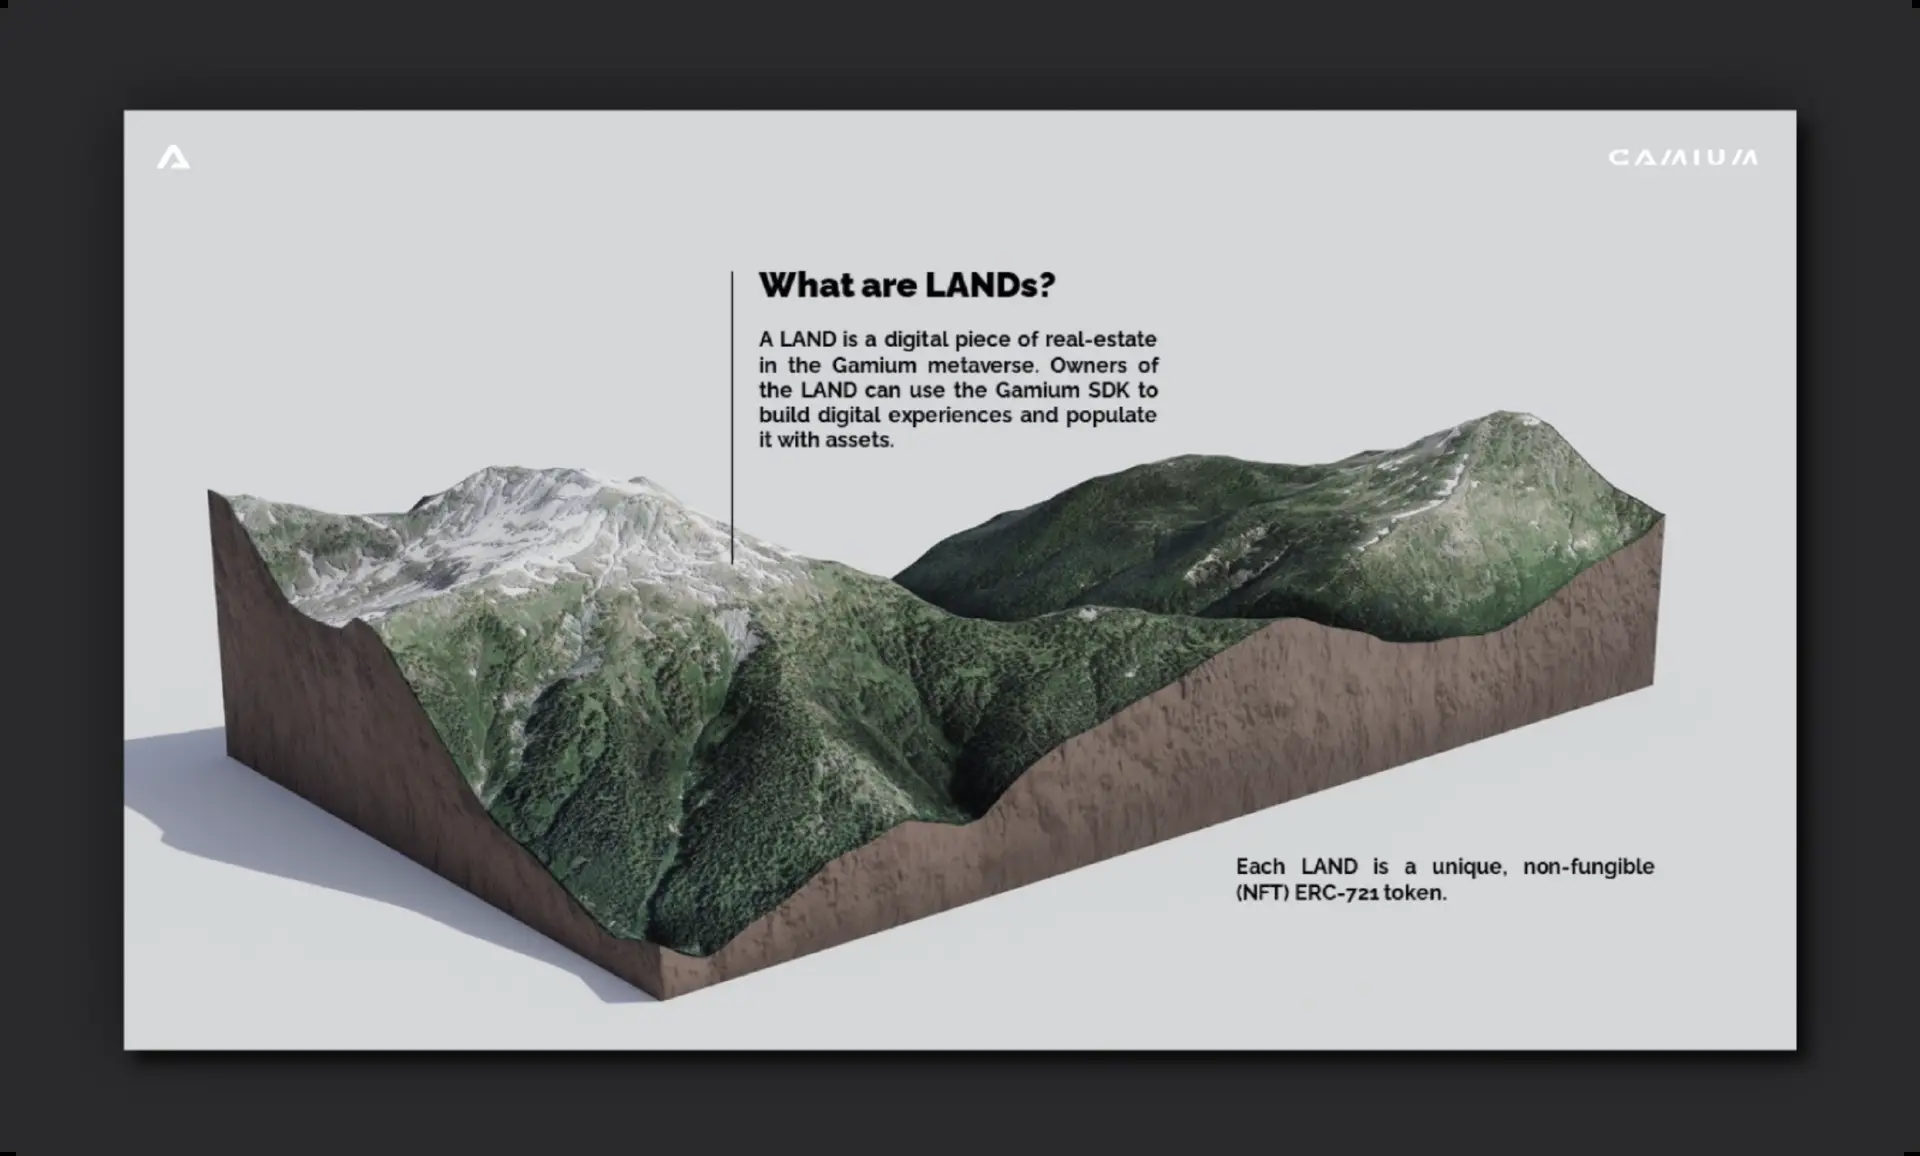 GAMIUM
What are LANDs?
A LAND is a digital piece of real-estate
in the Gamium metaverse. Owners of
the LAND can use the Gamium SDK to
build digital experiences and populate
it with assets.
Each LAND is a unique, non-fungible
(NFT) ERC-721 token.